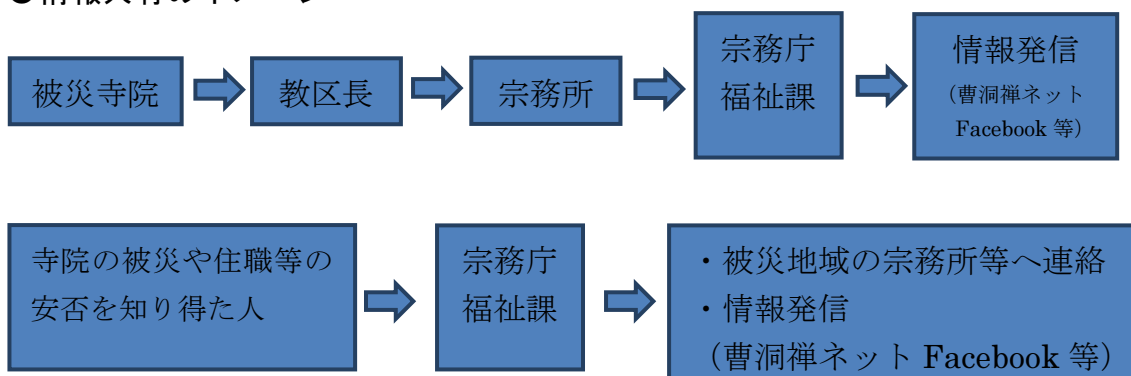 被災寺院
教区長
宗務所
宗務庁
福祉課
情報発信
（曹洞禅ネット
Facebook 等）
寺院の被災や住職等の
安否を知り得た人
宗務庁
福祉課
・被災地域の宗務所等へ連絡
・情報発信
（曹洞禅ネット Facebook 等）